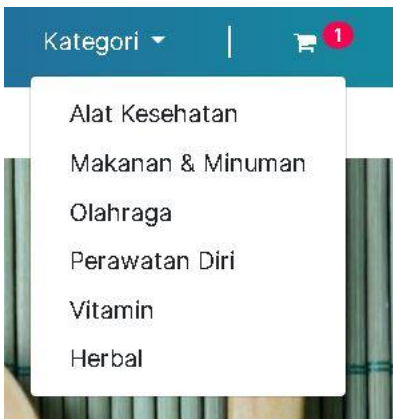 Kategori
1
Alat Kesehatan
Makanan & Minuman
Olahraga
Perawatan Diri
Vitamin
Herbal